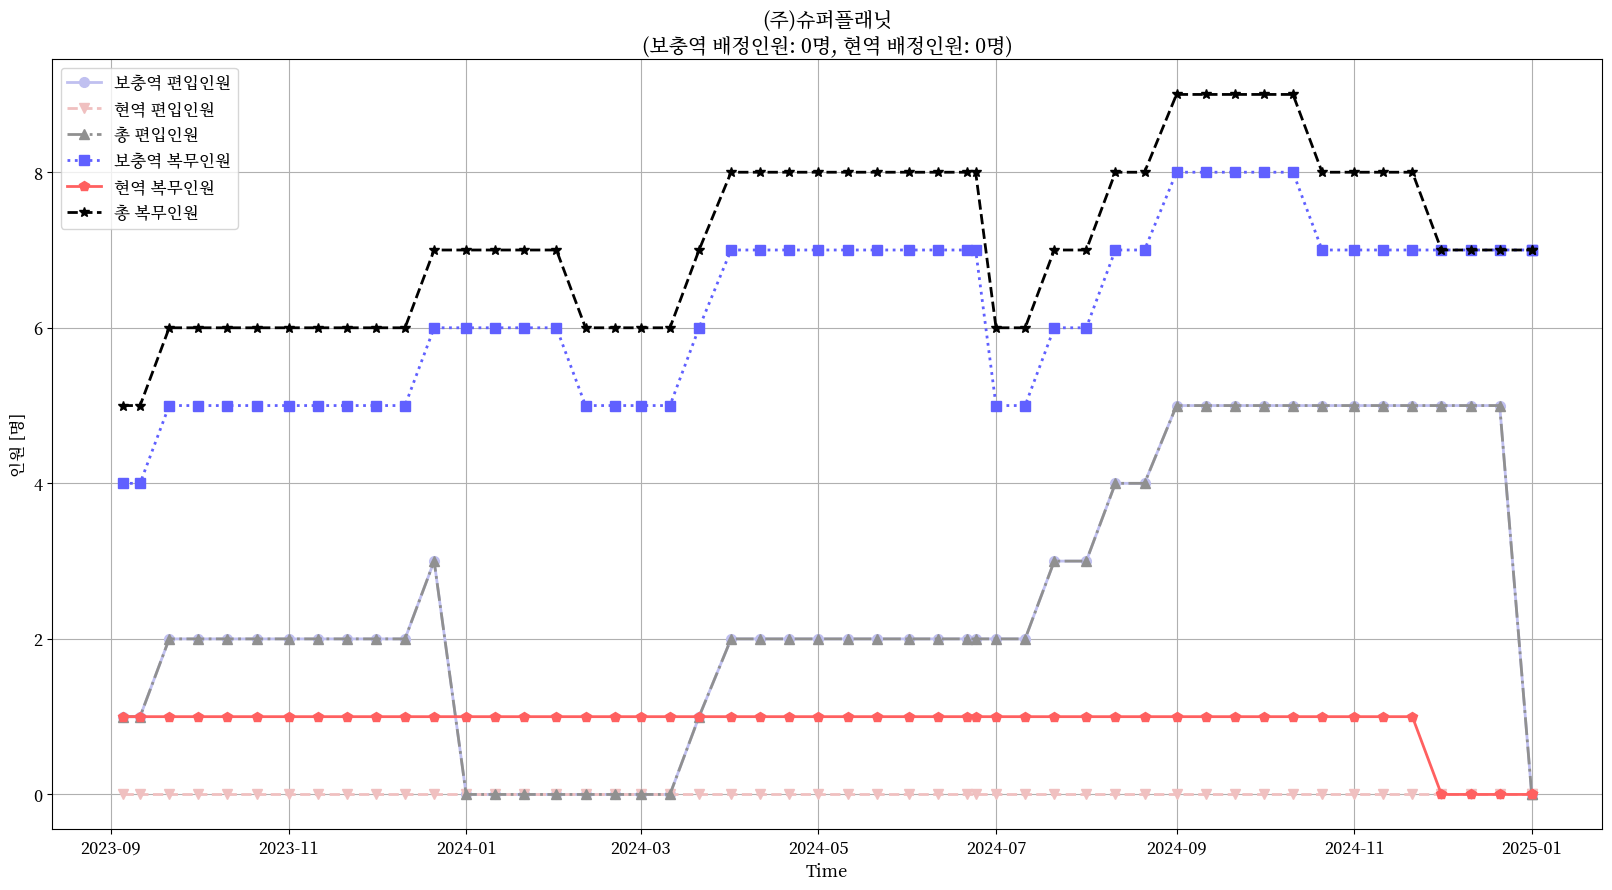 (주)슈퍼플래닛
(보충역 배정인원: 0명, 현역 배정인원: 0명)
보충역 편입인원
현역 편입인원
총 편입인원
보충역 복무인원
현역 복무인원
총 복무인원
8
6
4
2
0
인원 [명]
2023-09 2023-11 2024-01 2024-03 2024-05 2024-07 2024-09 2024-11 2025-01
Time